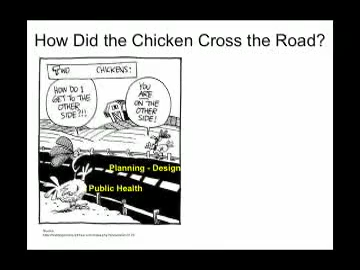 How Did the Chicken Cross the Road?
TWO CHICKENS:
HOW DO I
GET TO THE
OTHER
SIDE?!!
YOU
ARE
ON THE
OTHER
SIDE!
Planning - Design
Public Health